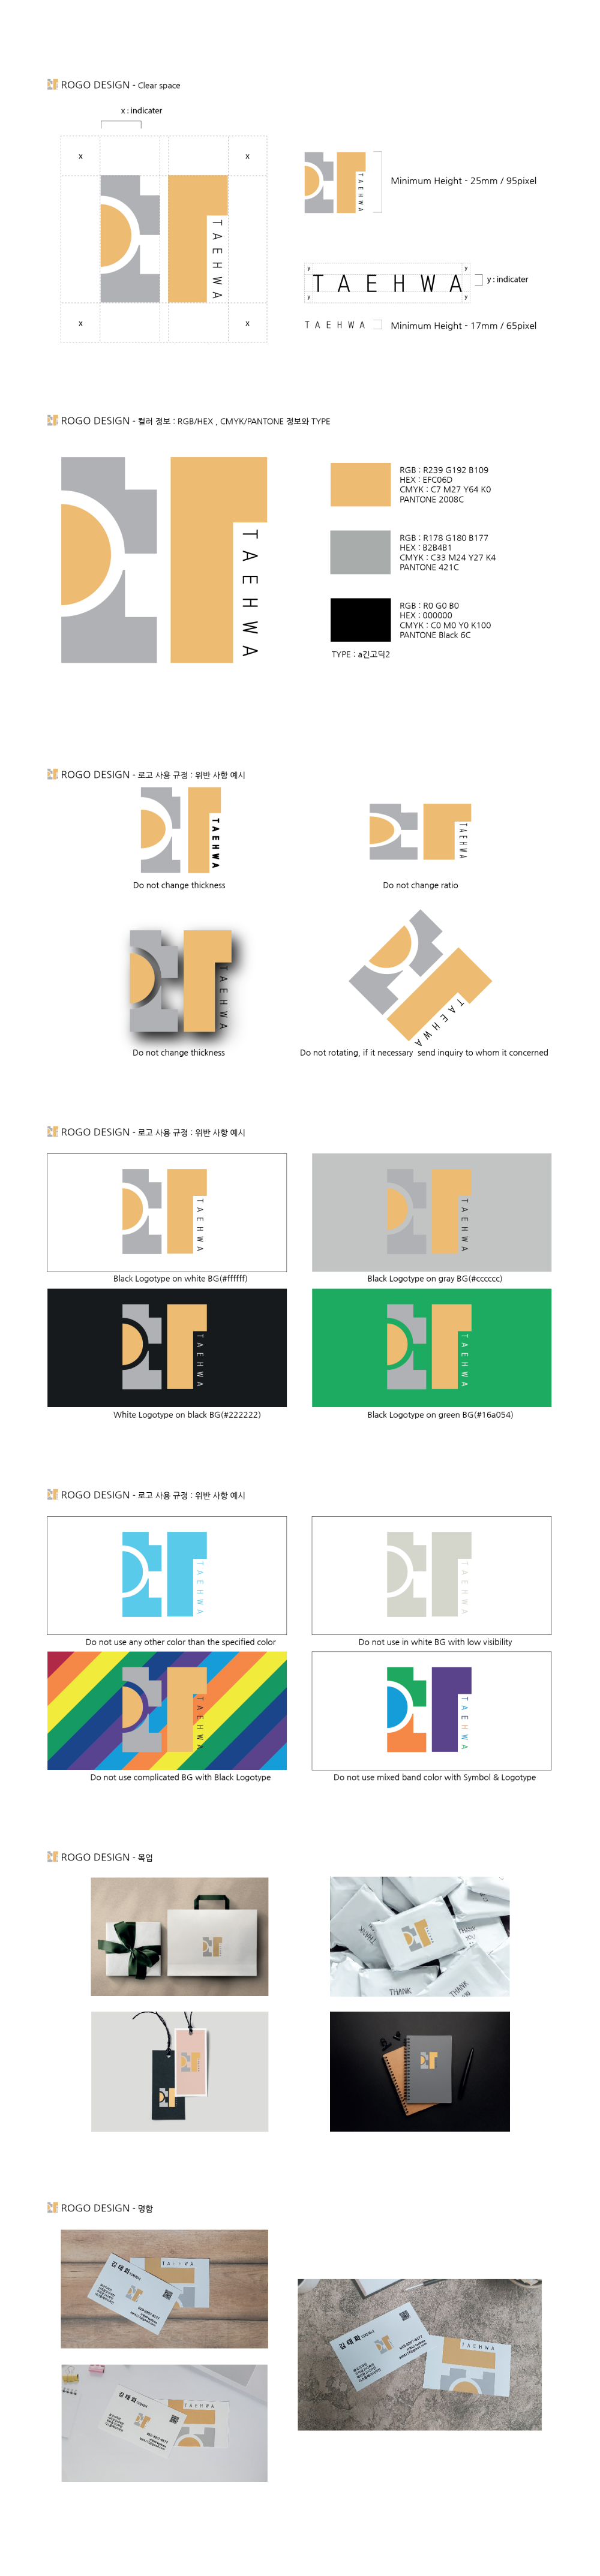 ROGO DESIGN - Clear space
x : indicater
x
x
TAEHWA
x
x
TAEHWA
Minimum Height - 25mm / 95pixel
y
y
TAEHWA
y : indicater
y
y
TAEHWA
Minimum Height - 17mm / 65pixel
ROGO DESIGN - 컬러 정보 : RGB/HEX , CMYK/PANTONE 정보와 TYPE
TAEHWA
RGB : R239 G192 B109
HEX : EFC06D
CMYK : C7 M27 Y64 K0
PANTONE 2008C
RGB : R178 G180 B177
HEX : B2B4B1
CMYK : C33 M24 Y27 K4
PANTONE 421C
RGB : R0 G0 B0
HEX : 000000
CMYK : C0 M0 Y0 K100
PANTONE Black 6C
TYPE : a긴고딕2
ROGO DESIGN - 로고 사용 규정 : 위반 사항 예시
TAEHWA
TAEHWA
Do not change thickness
Do not change ratio
TAEHWA
TAEHWA
Do not change thickness
Do not rotating, if it necessary send inquiry to whom it concerned
ROGO DESIGN - 로고 사용 규정 : 위반 사항 예시
TAEHWA
TAEHWA
Black Logotype on white BG(#ffffff)
Black Logotype on gray BG(#cccccc)
TAEHWA
TAEHWA
White Logotype on black BG(#222222)
Black Logotype on green BG(#16a054)
ROGO DESIGN - 로고 사용 규정 : 위반 사항 예시
TAEHWA
TAEHWA
Do not use any other color than the specified color
Do not use in white BG with low visibility
TAEHWA
TAEHWA
Do not use complicated BG with Black Logotype
Do not use mixed band color with Symbol & Logotype
ROGO DESIGN - 목업
THANK
THANK
ROGO DESIGN - 명함
TAEHWA
김태화
김태화
TAEHWA
TAEHWA
김태화